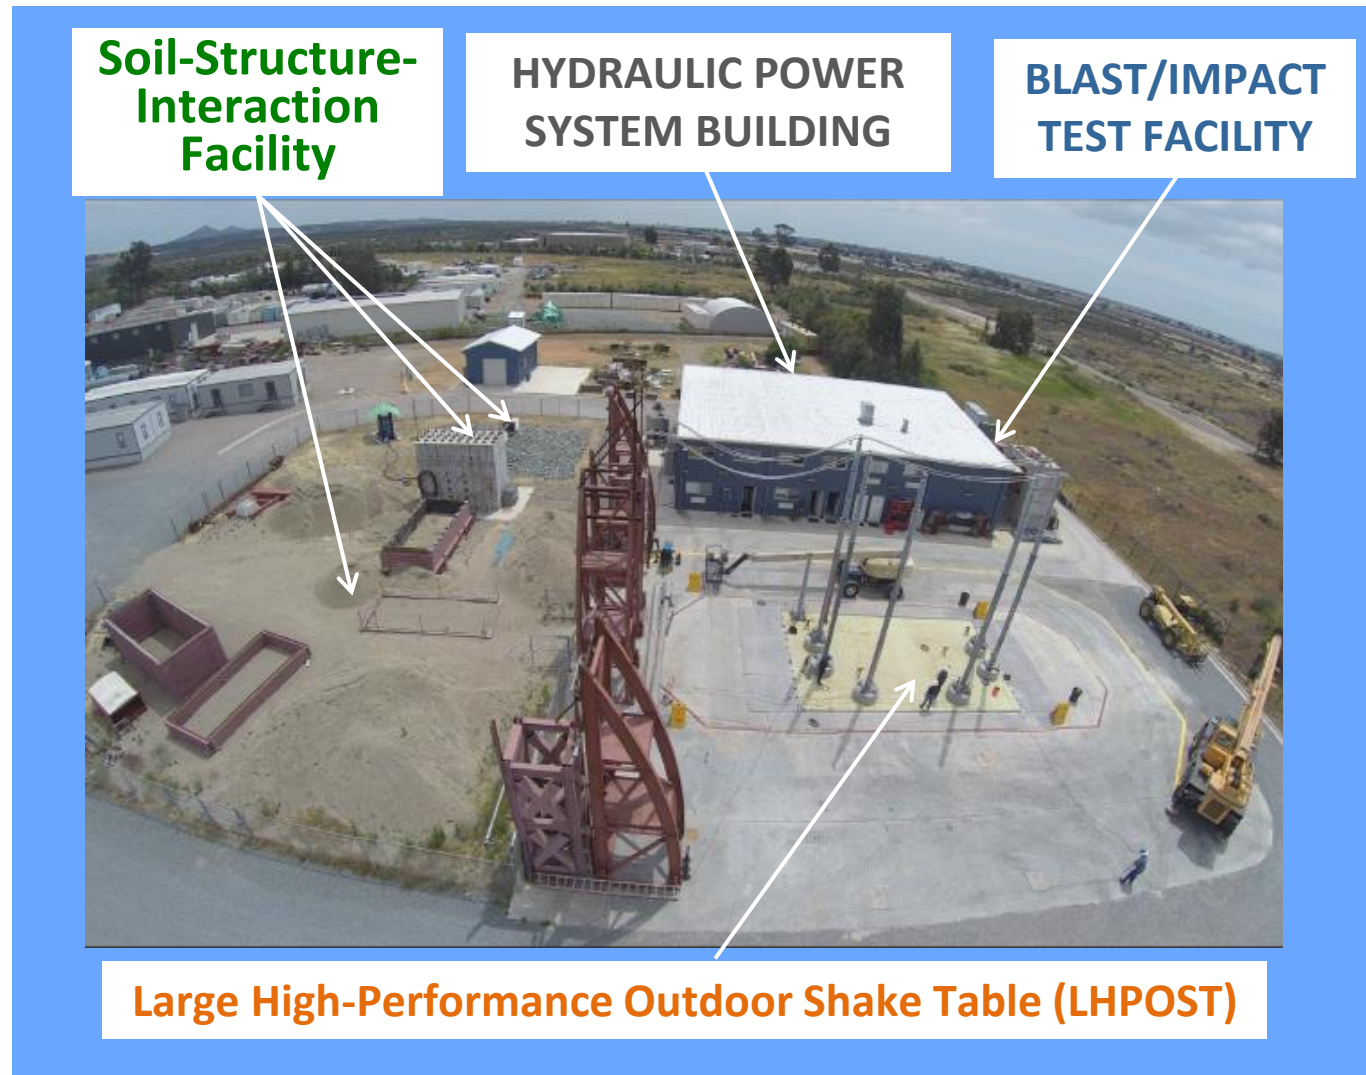 Soil-Structure-
Interaction
Facility
HYDRAULIC POWER
SYSTEM BUILDING
BLAST/IMPACT
TEST FACILITY
Large High-Performance Outdoor Shake Table (LHPOST)